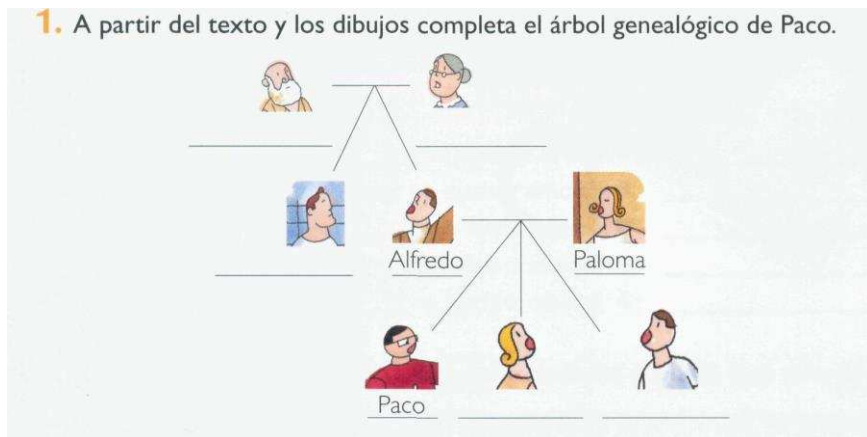 1. A partir del texto y los dibujos completa el árbol genealógico de Paco.
Alfredo
Paloma
Paco